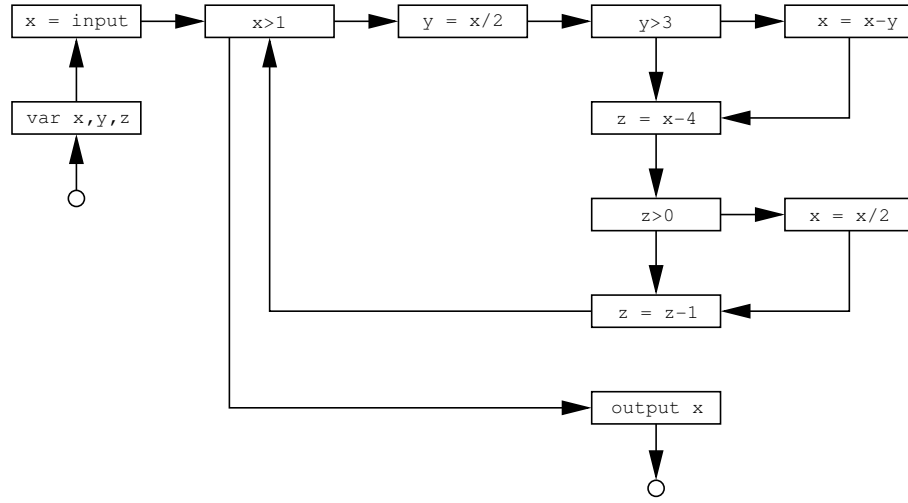 x = input
x>1
y = x/2
y>3
x = x−y
var x,y,z
z = x−4
z>0
x = x/2
z = z−1
output x